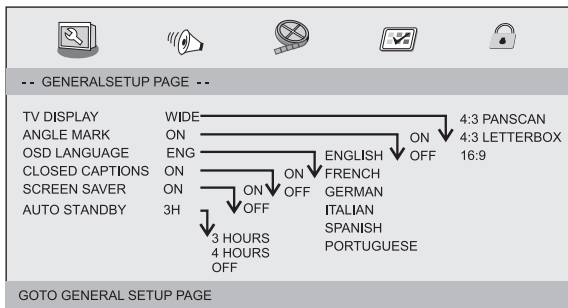 -- GENERALSETUP PAGE --
TV DISPLAY WIDE 4:3 PANSCAN
ANGLE MARK ON ON 4:3 LETTERBOX
OSD LANGUAGE ENG ENGLISH OFF 16:9
CLOSED CAPTIONS ON ON FRENCH
SCREEN SAVER ON ON OFF GERMAN
AUTO STANDBY 3H OFF ITALIAN
SPANISH
3 HOURS PORTUGUESE
4 HOURS
OFF
GOTO GENERAL SETUP PAGE